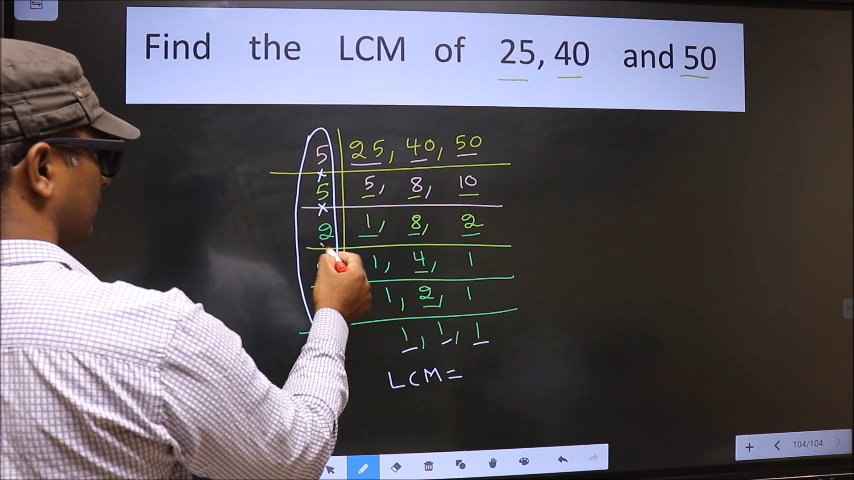 Find the LCM of 25, 40 and 50
5 25, 40, 50
×
5 5, 8, 10
×
2 1, 8, 2
1, 4, 1
1, 2, 1
1, 1, 1
LCM =
104/104